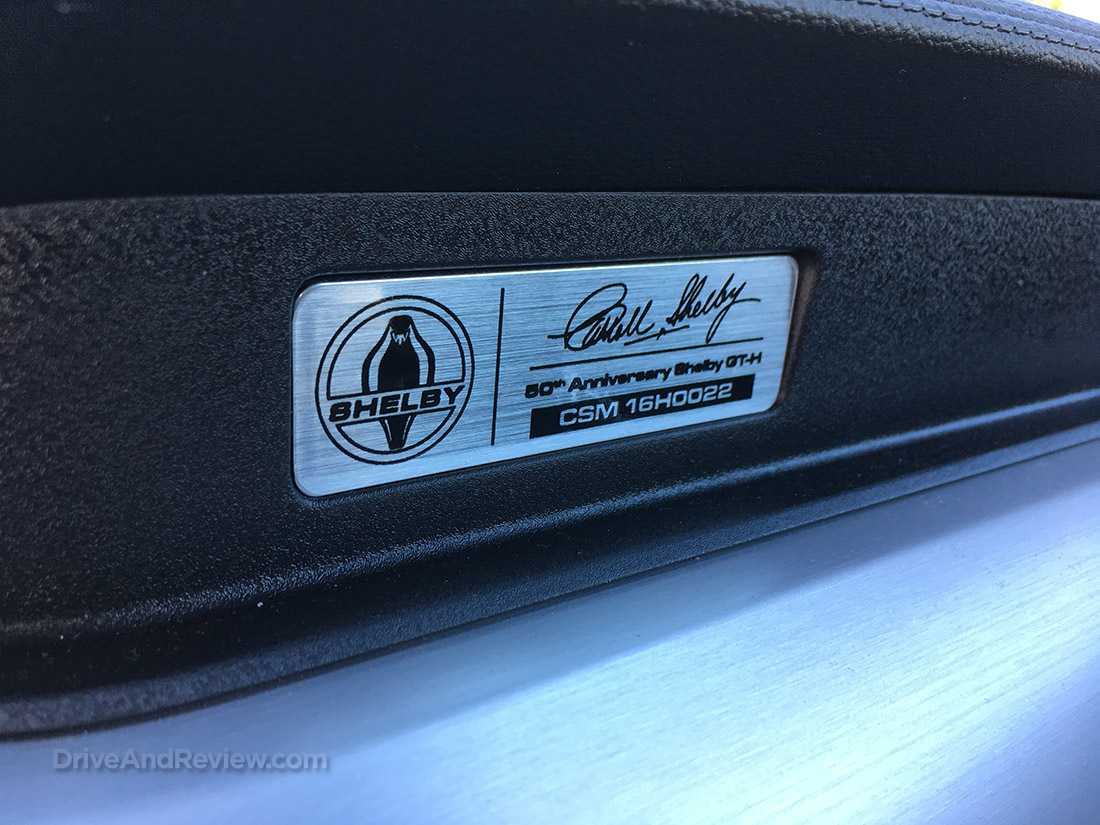 SHELBY
Carroll Shelby
50th Anniversary Shelby GT-H
CSM 16H0022
DriveAndReview.com